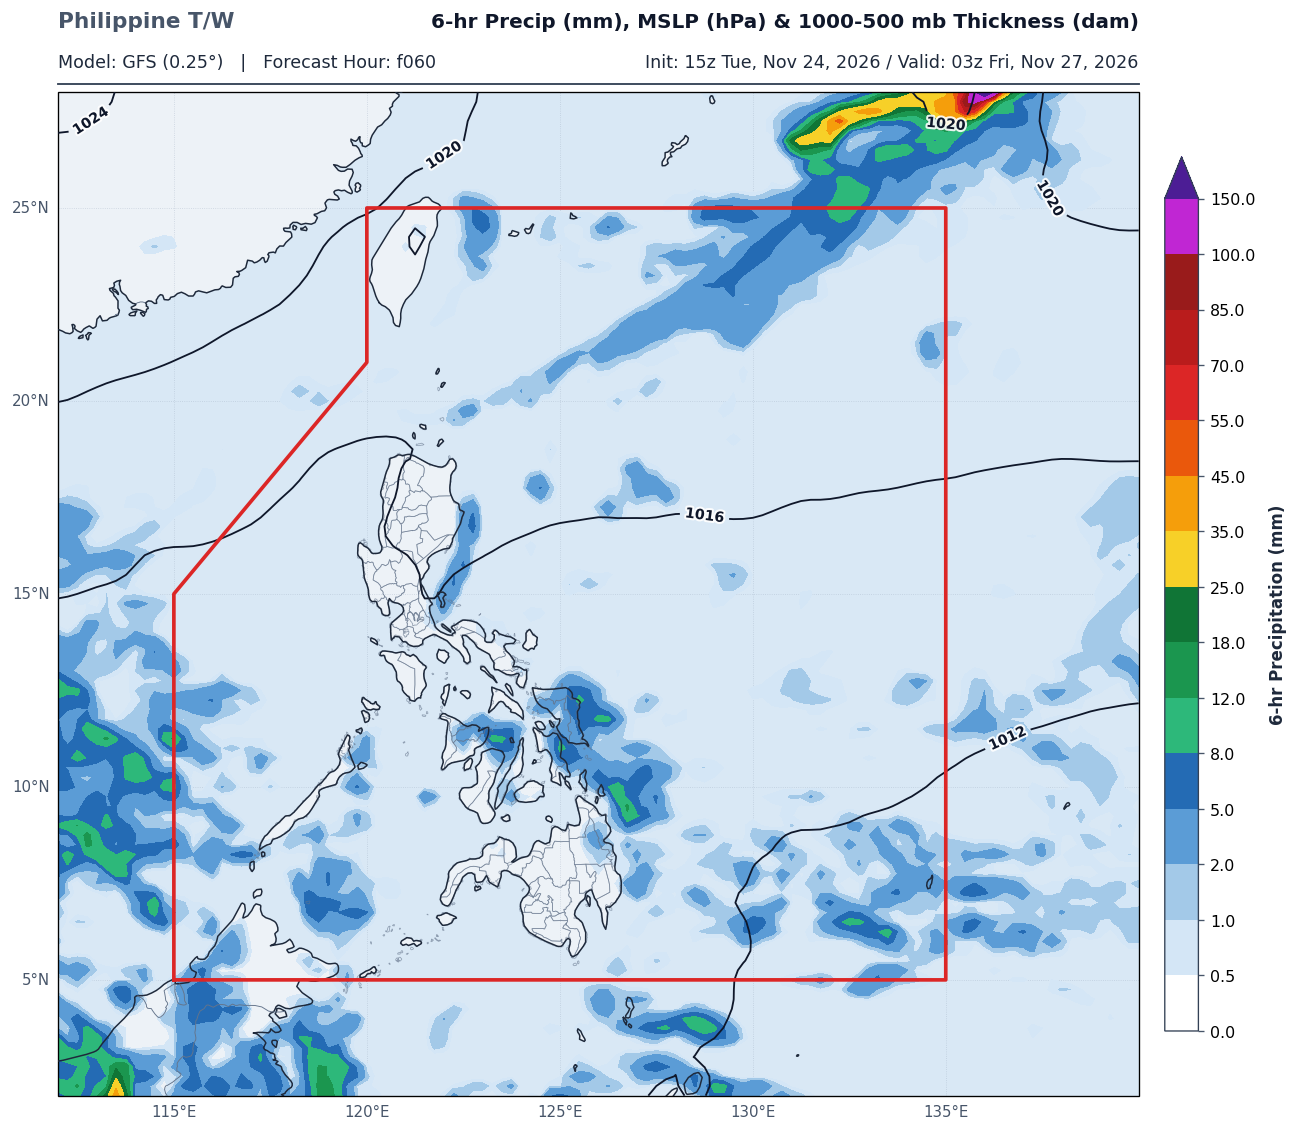 Philippine T/W
6-hr Precip (mm), MSLP (hPa) & 1000-500 mb Thickness (dam)
Model: GFS (0.25°) | Forecast Hour: f060
Init: 15z Tue, Nov 24, 2026 / Valid: 03z Fri, Nov 27, 2026
1024
1020
1020
1020
1016
1012
25°N
20°N
15°N
10°N
5°N
115°E
120°E
125°E
130°E
135°E
150.0
100.0
85.0
70.0
55.0
45.0
35.0
25.0
18.0
12.0
8.0
5.0
2.0
1.0
0.5
0.0
6-hr Precipitation (mm)